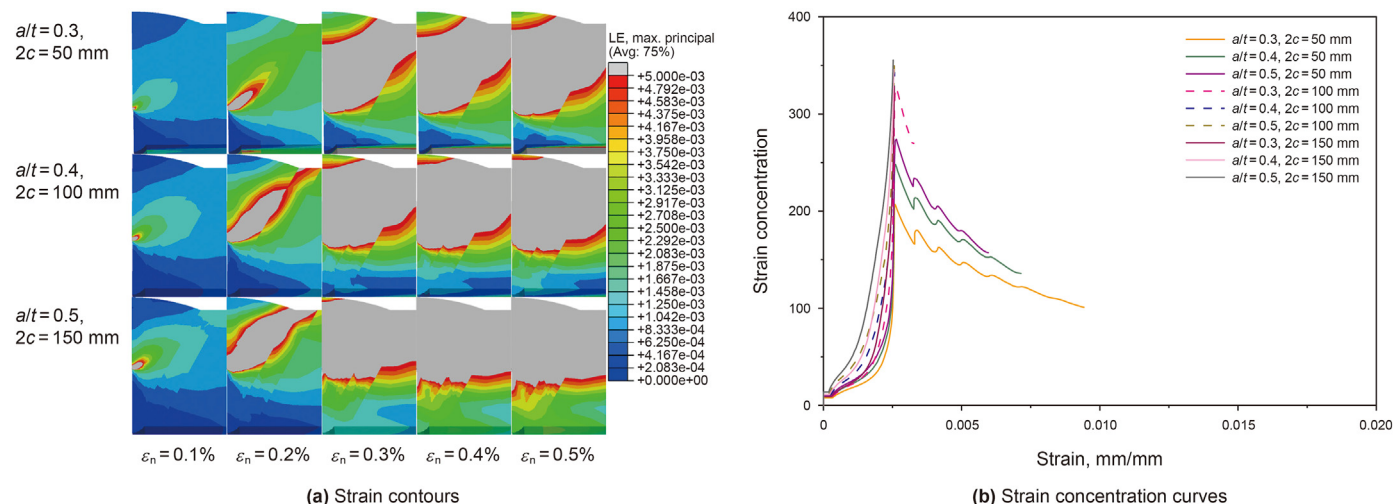 a/t = 0.3,
2c = 50 mm
a/t = 0.4,
2c = 100 mm
a/t = 0.5,
2c = 150 mm
εn = 0.1%
εn = 0.2%
εn = 0.3%
εn = 0.4%
εn = 0.5%
LE, max. principal
(Avg: 75%)
+5.000e-03
+4.792e-03
+4.583e-03
+4.375e-03
+4.167e-03
+3.958e-03
+3.750e-03
+3.542e-03
+3.333e-03
+3.125e-03
+2.917e-03
+2.708e-03
+2.500e-03
+2.292e-03
+2.083e-03
+1.875e-03
+1.667e-03
+1.250e-03
+1.042e-03
+8.333e-04
+6.250e-04
+4.167e-04
+2.083e-04
+0.000e+00
(a) Strain contours
Strain concentration
400
300
200
100
0
0
0.005
0.010
0.015
0.020
Strain, mm/mm
a/t = 0.3, 2c = 50 mm
a/t = 0.4, 2c = 50 mm
a/t = 0.5, 2c = 50 mm
a/t = 0.3, 2c = 100 mm
a/t = 0.4, 2c = 100 mm
a/t = 0.5, 2c = 100 mm
a/t = 0.3, 2c = 150 mm
a/t = 0.4, 2c = 150 mm
a/t = 0.5, 2c = 150 mm
(b) Strain concentration curves